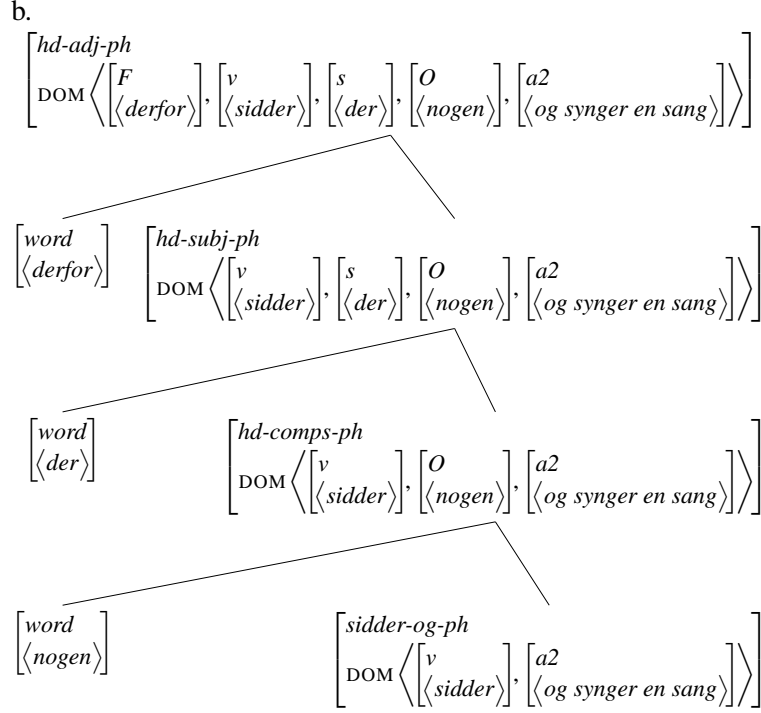 b.
hd-adj-ph
DOM ⟨[F ⟨derfor⟩], [v ⟨sidder⟩], [s ⟨der⟩], [O ⟨nogen⟩], [a2 ⟨og synger en sang⟩]⟩
word
⟨derfor⟩
hd-subj-ph
DOM ⟨[v ⟨sidder⟩], [s ⟨der⟩], [O ⟨nogen⟩], [a2 ⟨og synger en sang⟩]⟩
word
⟨der⟩
hd-comps-ph
DOM ⟨[v ⟨sidder⟩], [O ⟨nogen⟩], [a2 ⟨og synger en sang⟩]⟩
word
⟨nogen⟩
sidder-og-ph
DOM ⟨[v ⟨sidder⟩], [a2 ⟨og synger en sang⟩]⟩